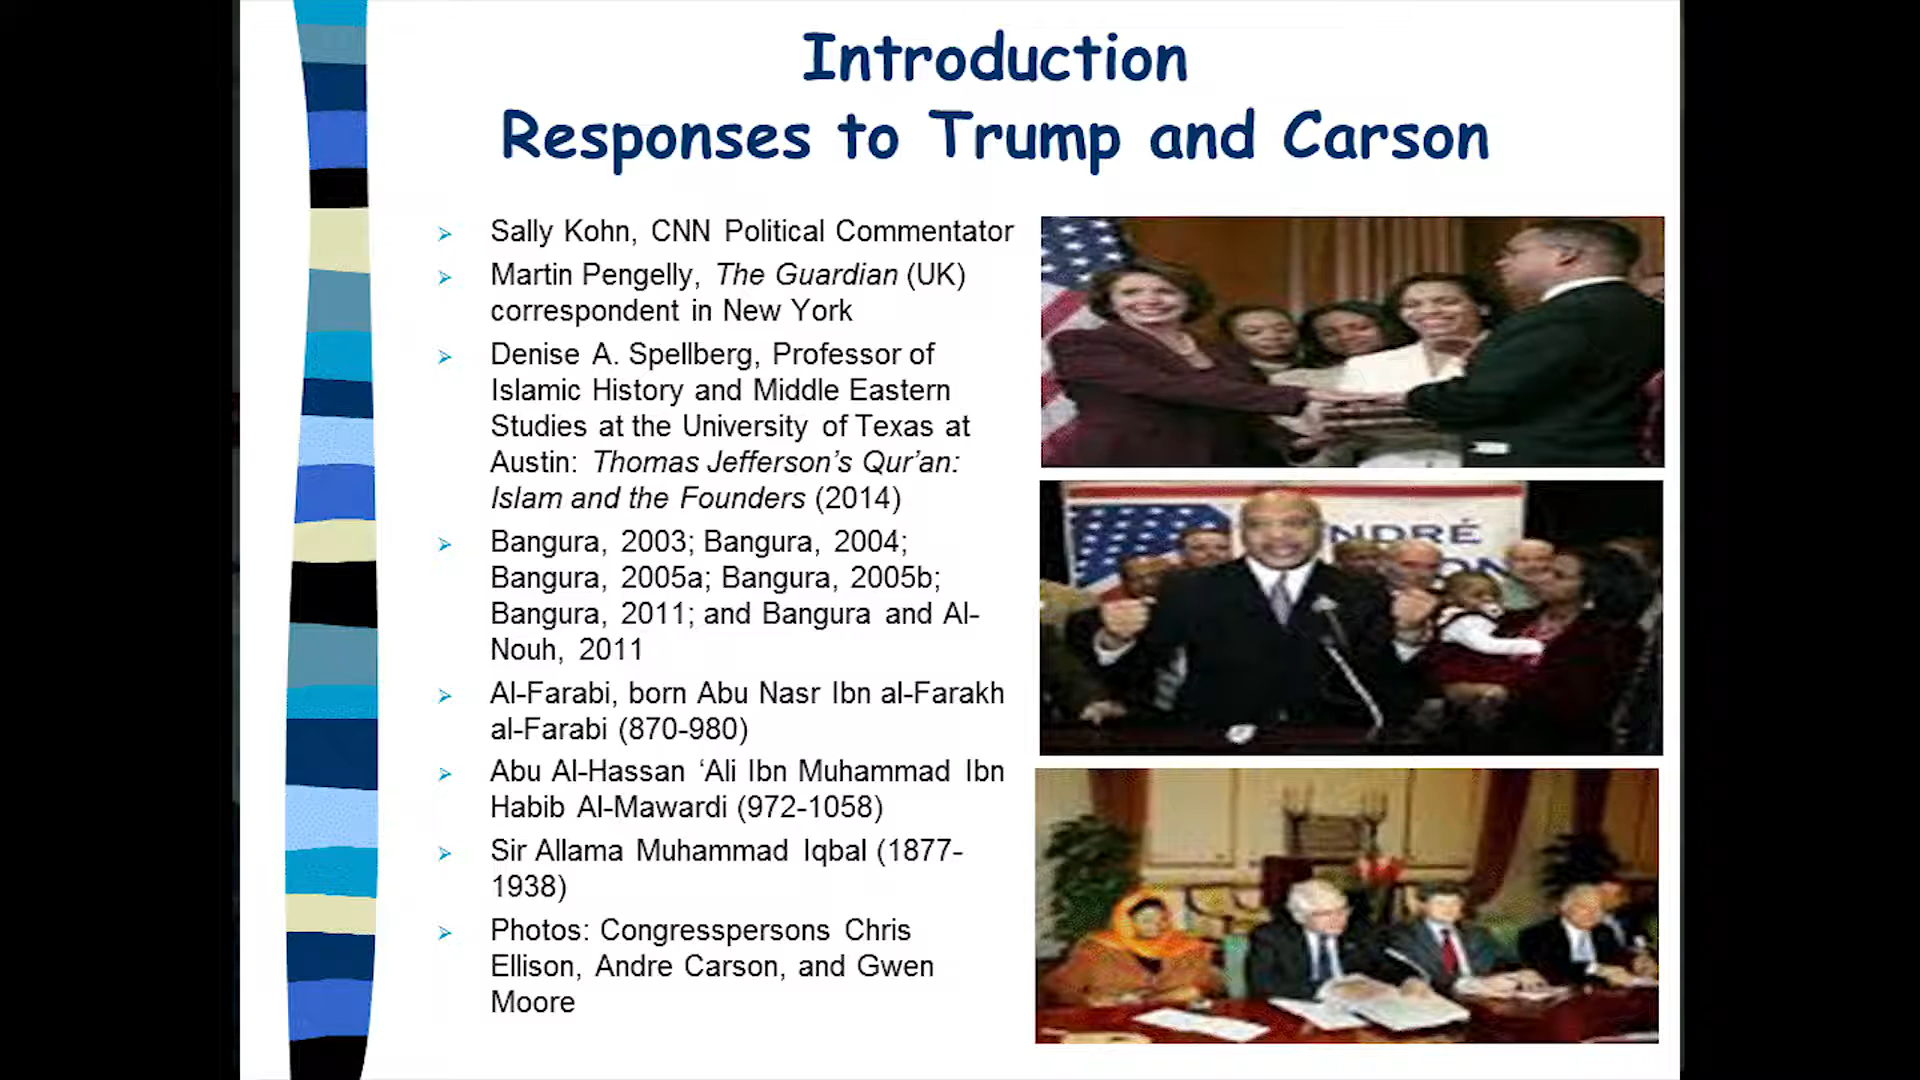 Introduction
Responses to Trump and Carson
Sally Kohn, CNN Political Commentator
Martin Pengelly, The Guardian (UK)
correspondent in New York
Denise A. Spellberg, Professor of
Islamic History and Middle Eastern
Studies at the University of Texas at
Austin: Thomas Jefferson’s Qur’an:
Islam and the Founders (2014)
Bangura, 2003; Bangura, 2004;
Bangura, 2005a; Bangura, 2005b;
Bangura, 2011; and Bangura and Al-
Nouh, 2011
Al-Farabi, born Abu Nasr Ibn al-Farakh
al-Farabi (870-980)
Abu Al-Hassan ‘Ali Ibn Muhammad Ibn
Habib Al-Mawardi (972-1058)
Sir Allama Muhammad Iqbal (1877-
1938)
Photos: Congresspersons Chris
Ellison, Andre Carson, and Gwen
Moore
NDRÉ
ON